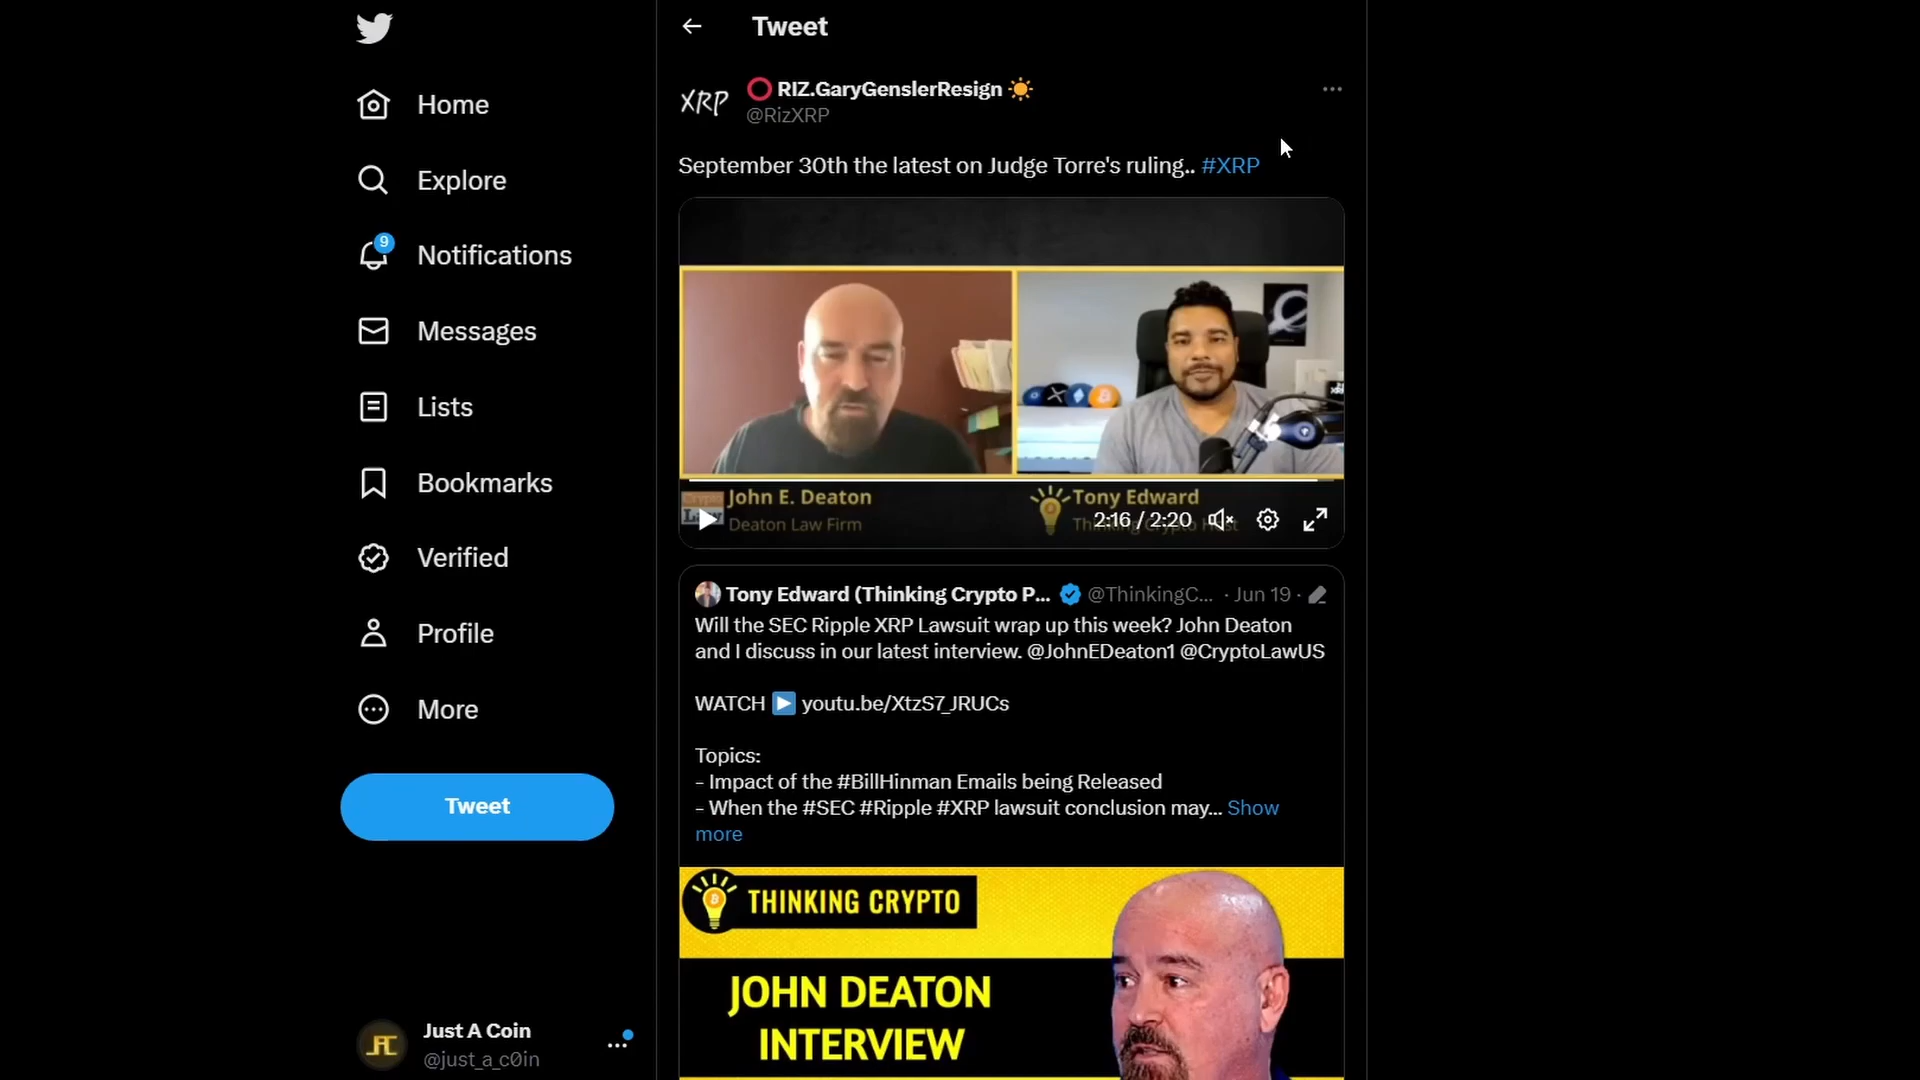 Tweet
XRP
RIZ.GaryGenslerResign
@RizXRP
September 30th the latest on Judge Torre's ruling.. #XRP
John E. Deaton
Deaton Law Firm
Tony Edward
2:16 / 2:20
Tony Edward (Thinking Crypto P... @ThinkingC... · Jun 19 ·
Will the SEC Ripple XRP Lawsuit wrap up this week? John Deaton
and I discuss in our latest interview. @JohnEDeaton1 @CryptoLawUS
WATCH youtu.be/XtzS7_JRUCs
Topics:
- Impact of the #BillHinman Emails being Released
- When the #SEC #Ripple #XRP lawsuit conclusion may... Show
more
THINKING CRYPTO
JOHN DEATON
INTERVIEW
Home
Explore
9
Notifications
Messages
Lists
Bookmarks
Verified
Profile
More
Tweet
JAC
Just A Coin
@just_a_c0in